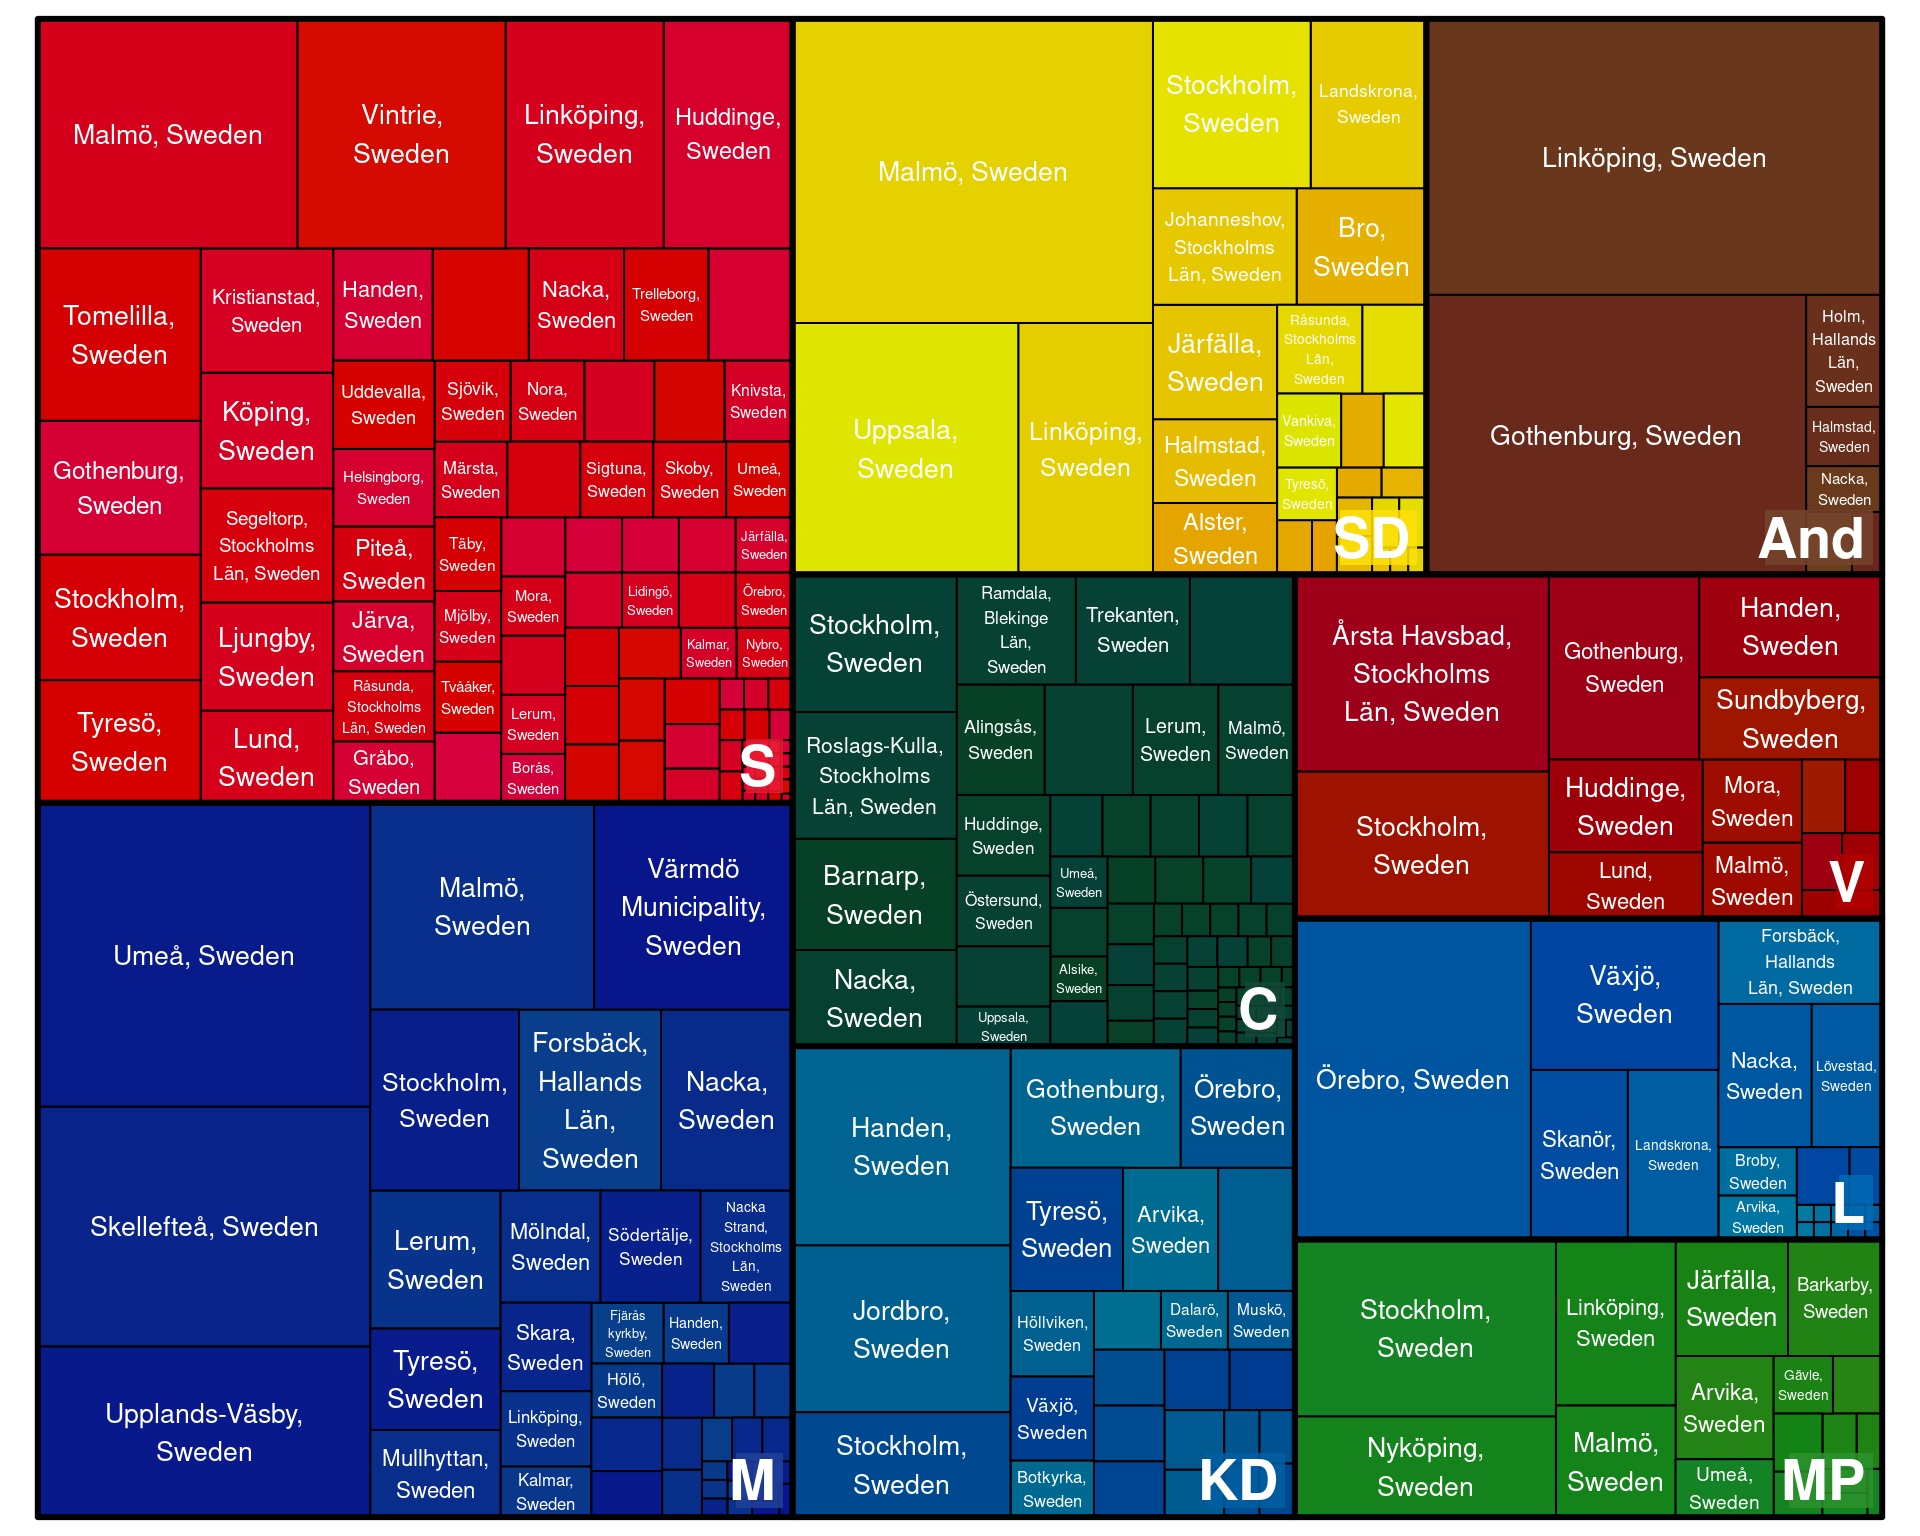 Malmö, Sweden
Vintrie,
Sweden
Linköping,
Sweden
Huddinge,
Sweden
Tomelilla,
Sweden
Gothenburg,
Sweden
Stockholm,
Sweden
Tyresö,
Sweden
Kristianstad,
Sweden
Köping,
Sweden
Segeltorp,
Stockholms
Län, Sweden
Ljungby,
Sweden
Lund,
Sweden
Handen,
Sweden
Nacka,
Sweden
Trelleborg,
Sweden
Uddevalla,
Sweden
Helsingborg,
Sweden
Piteå,
Sweden
Järva,
Sweden
Råsunda,
Stockholms
Län, Sweden
Gråbo,
Sweden
Sjövik,
Sweden
Nora,
Sweden
Knivsta,
Sweden
Märsta,
Sweden
Sigtuna,
Sweden
Skoby,
Sweden
Umeå,
Sweden
Täby,
Sweden
Mjölby,
Sweden
Tvååker,
Sweden
Mora,
Sweden
Lerum,
Sweden
Borås,
Sweden
Järfälla,
Sweden
Lidingö,
Sweden
Örebro,
Sweden
Kalmar,
Sweden
Nybro,
Sweden
S
Malmö, Sweden
Uppsala,
Sweden
Linköping,
Sweden
Stockholm,
Sweden
Landskrona,
Sweden
Johanneshov,
Stockholms
Län, Sweden
Bro,
Sweden
Järfälla,
Sweden
Halmstad,
Sweden
Alster,
Sweden
Råsunda,
Stockholms
Län,
Sweden
Vankiva,
Sweden
Tyresö,
Sweden
SD
Linköping, Sweden
Gothenburg, Sweden
Holm,
Hallands
Län,
Sweden
Halmstad,
Sweden
Nacka,
Sweden
And
Umeå, Sweden
Skellefteå, Sweden
Upplands-Väsby,
Sweden
Malmö,
Sweden
Värmdö
Municipality,
Sweden
Stockholm,
Sweden
Forsbäck,
Hallands
Län,
Sweden
Nacka,
Sweden
Lerum,
Sweden
Tyresö,
Sweden
Mullhyttan,
Sweden
Mölndal,
Sweden
Södertälje,
Sweden
Nacka
Strand,
Stockholms
Län,
Sweden
Skara,
Sweden
Linköping,
Sweden
Kalmar,
Sweden
Fjärås
kyrkby,
Sweden
Handen,
Sweden
Hölö,
Sweden
M
Stockholm,
Sweden
Roslags-Kulla,
Stockholms
Län, Sweden
Barnarp,
Sweden
Nacka,
Sweden
Ramdala,
Blekinge
Län,
Sweden
Trekanten,
Sweden
Alingsås,
Sweden
Lerum,
Sweden
Malmö,
Sweden
Huddinge,
Sweden
Östersund,
Sweden
Uppsala,
Sweden
Umeå,
Sweden
Alsike,
Sweden
C
Handen,
Sweden
Jordbro,
Sweden
Stockholm,
Sweden
Gothenburg,
Sweden
Örebro,
Sweden
Tyresö,
Sweden
Arvika,
Sweden
Höllviken,
Sweden
Växjö,
Sweden
Botkyrka,
Sweden
Dalarö,
Sweden
Muskö,
Sweden
KD
Årsta Havsbad,
Stockholms
Län, Sweden
Stockholm,
Sweden
Gothenburg,
Sweden
Handen,
Sweden
Sundbyberg,
Sweden
Huddinge,
Sweden
Lund,
Sweden
Mora,
Sweden
Malmö,
Sweden
V
Örebro, Sweden
Växjö,
Sweden
Skanör,
Sweden
Landskrona,
Sweden
Forsbäck,
Hallands
Län, Sweden
Nacka,
Sweden
Lövestad,
Sweden
Broby,
Sweden
Arvika,
Sweden
L
Stockholm,
Sweden
Nyköping,
Sweden
Linköping,
Sweden
Malmö,
Sweden
Järfälla,
Sweden
Barkarby,
Sweden
Arvika,
Sweden
Umeå,
Sweden
Gävle,
Sweden
MP